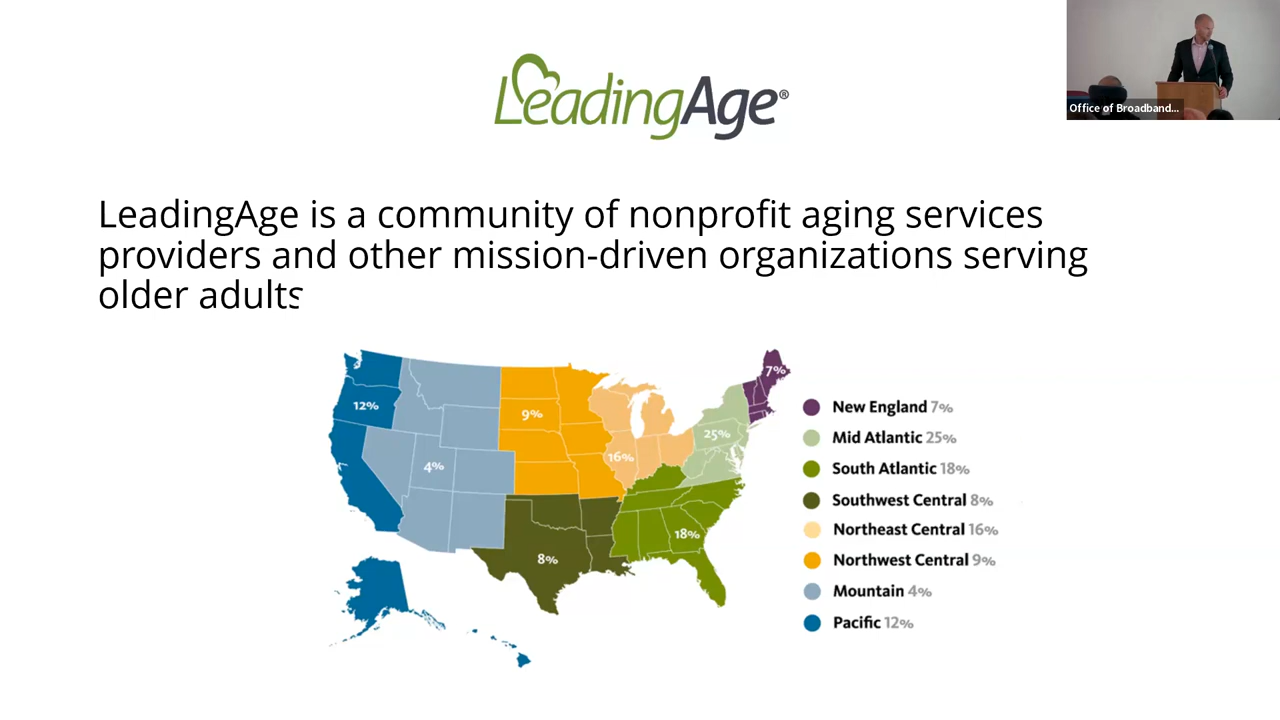 LeadingAge®
Office of Broadband...
LeadingAge is a community of nonprofit aging services
providers and other mission-driven organizations serving
older adults
7%
12%
9%
25%
16%
4%
18%
8%
New England 7%
Mid Atlantic 25%
South Atlantic 18%
Southwest Central 8%
Northeast Central 16%
Northwest Central 9%
Mountain 4%
Pacific 12%